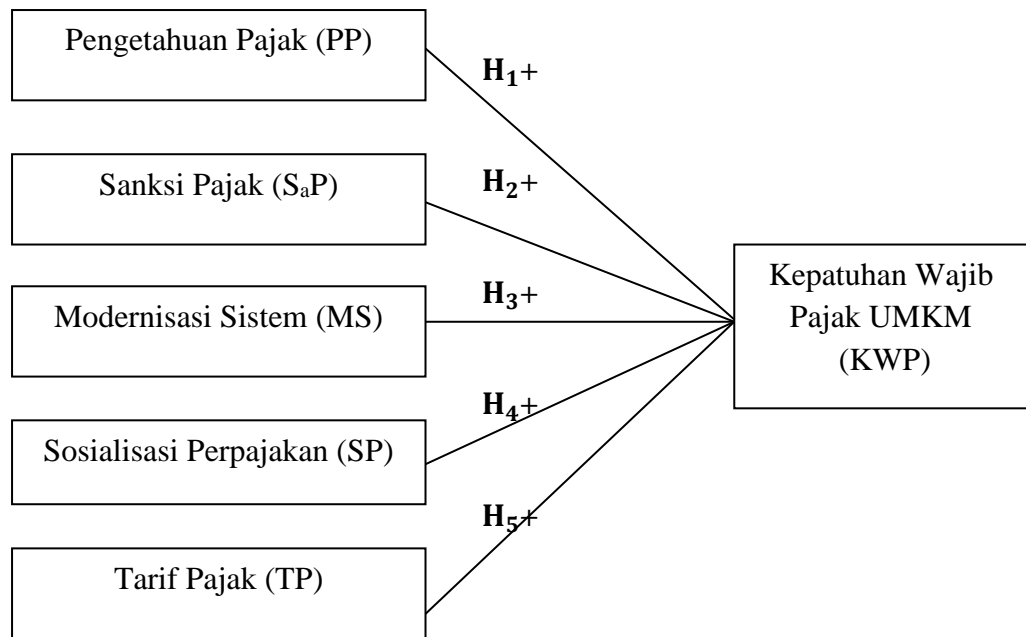 Pengetahuan Pajak (PP)
H₁+
Sanksi Pajak (SₐP)
H₂+
Modernisasi Sistem (MS)
H₃+
Sosialisasi Perpajakan (SP)
H₄+
Tarif Pajak (TP)
H₅+
Kepatuhan Wajib
Pajak UMKM
(KWP)